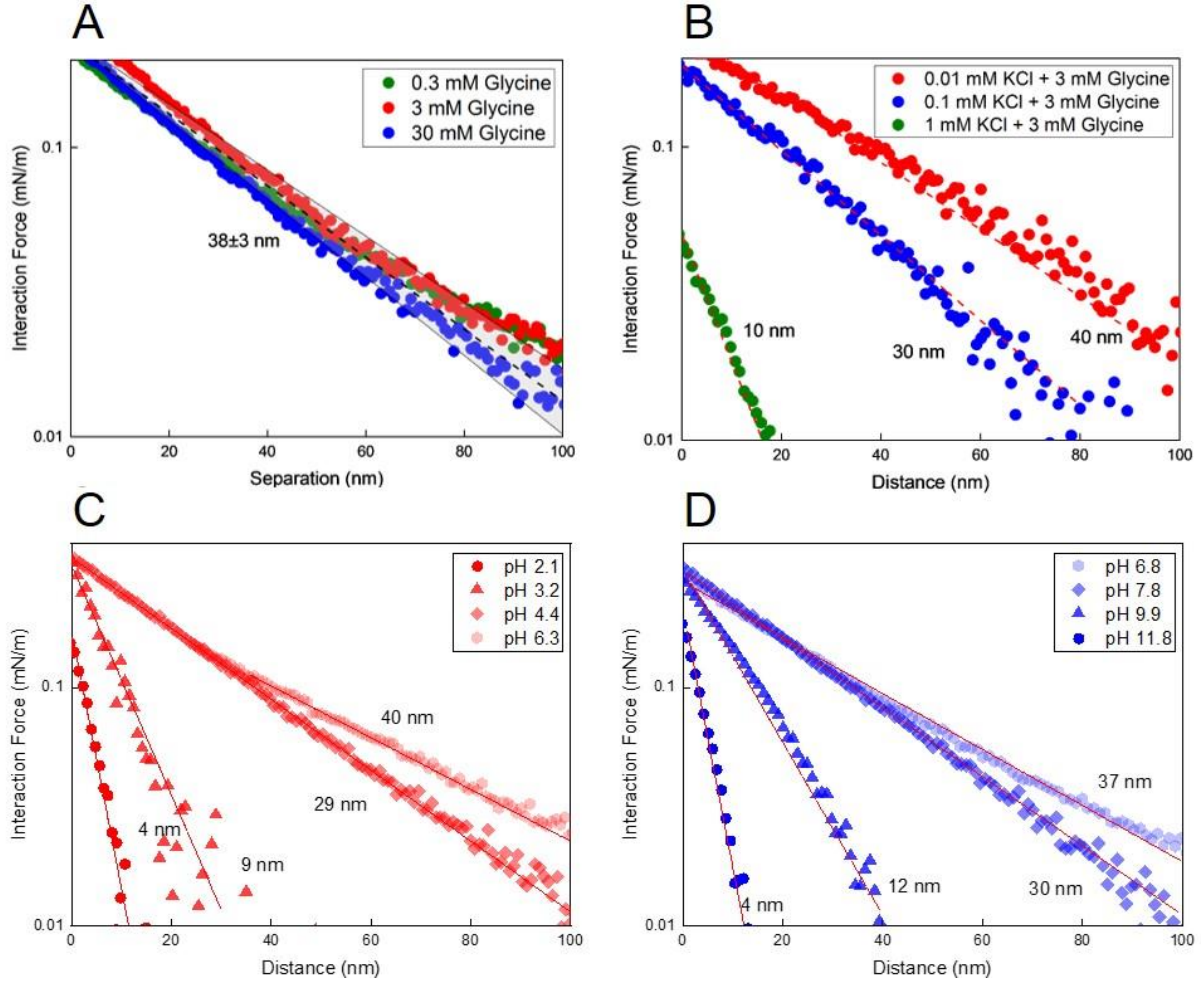 A
B
0.3 mM Glycine
3 mM Glycine
30 mM Glycine
0.01 mM KCl + 3 mM Glycine
0.1 mM KCl + 3 mM Glycine
1 mM KCl + 3 mM Glycine
Interaction Force (mN/m)
0.1
0.01
38±3 nm
0
20
40
60
80
100
Separation (nm)
Interaction Force (mN/m)
0.1
0.01
10 nm
30 nm
40 nm
0
20
40
60
80
100
Distance (nm)
C
D
pH 2.1
pH 3.2
pH 4.4
pH 6.3
pH 6.8
pH 7.8
pH 9.9
pH 11.8
Interaction Force (mN/m)
0.1
0.01
40 nm
29 nm
4 nm
9 nm
0
20
40
60
80
100
Distance (nm)
Interaction Force (mN/m)
0.1
0.01
37 nm
30 nm
12 nm
4 nm
0
20
40
60
80
100
Distance (nm)